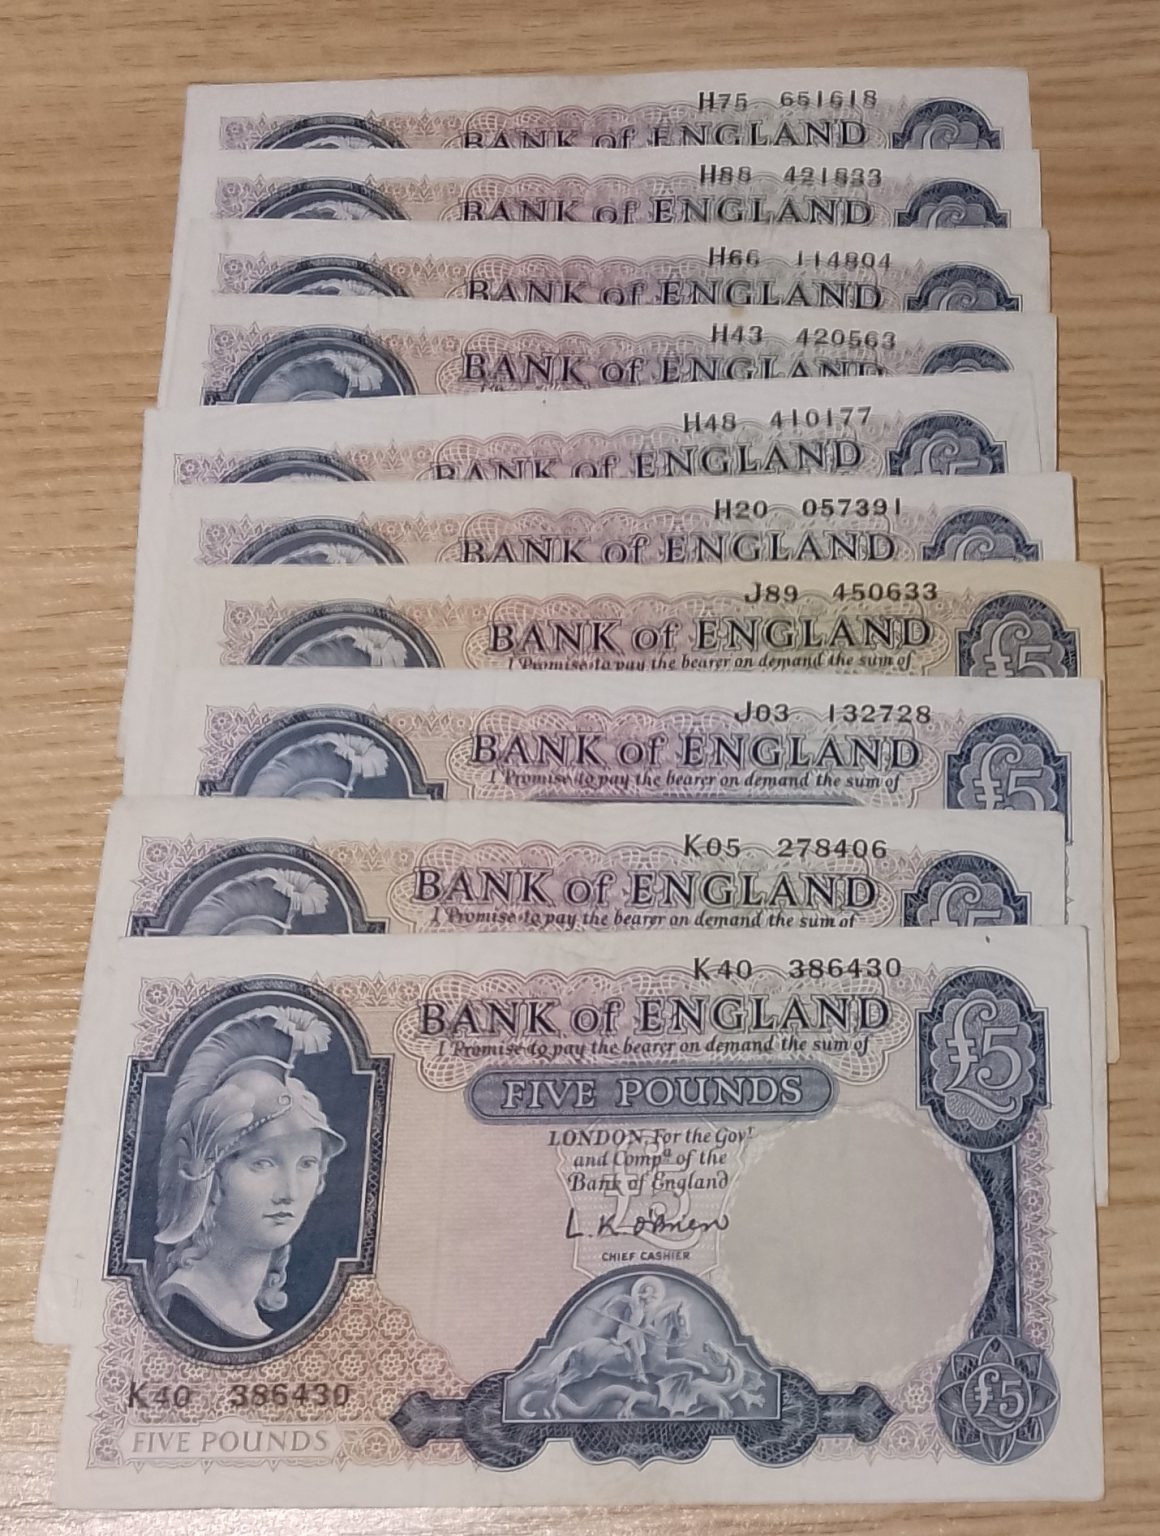 H75 651618
BANK of ENGLAND
H88 421833
BANK of ENGLAND
H66 114804
BANK of ENGLAND
H43 420563
BANK of ENGLAND
H48 410177
BANK of ENGLAND
£5
H20 057391
BANK of ENGLAND
J89 450633
BANK of ENGLAND
I Promise to pay the bearer on demand the sum of
£5
J03 132728
BANK of ENGLAND
I Promise to pay the bearer on demand the sum of
£5
K05 278406
BANK of ENGLAND
I Promise to pay the bearer on demand the sum of
£5
K40 386430
BANK of ENGLAND
I Promise to pay the bearer on demand the sum of
£5
FIVE POUNDS
LONDON, For the Govr
and Compa of the
Bank of England
£5
L.K. O'Brien
CHIEF CASHIER
K40 386430
£5
FIVE POUNDS